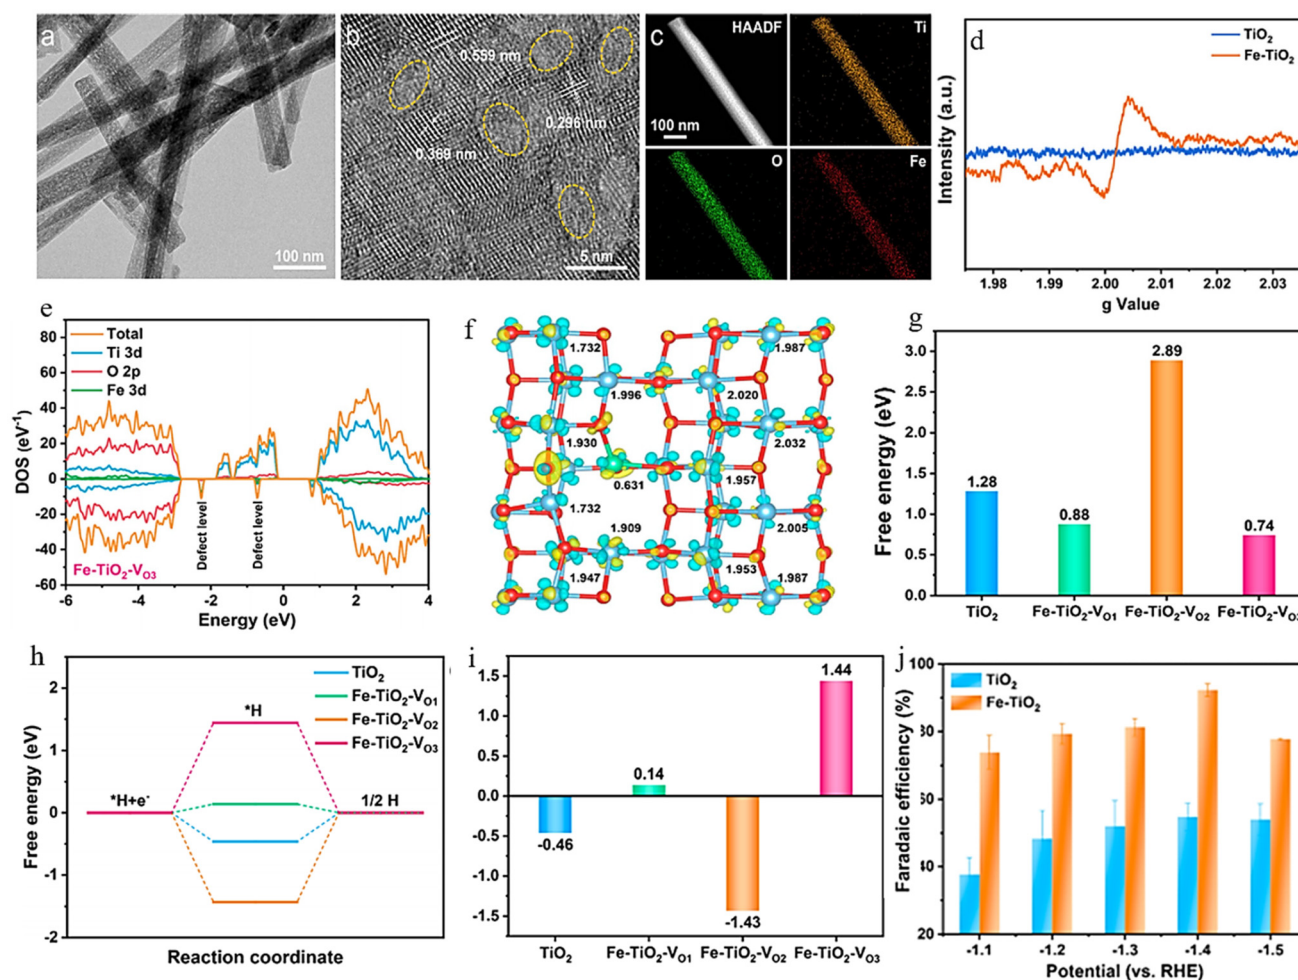 a
100 nm
b
0.559 nm
0.296 nm
0.369 nm
5 nm
c
HAADF
100 nm
Ti
O
Fe
d
TiO2
Fe-TiO2
Intensity (a.u.)
1.98 1.99 2.00 2.01 2.02 2.03
g Value
e
Total
Ti 3d
O 2p
Fe 3d
DOS (eV-1)
80
60
40
20
0
-20
-40
-60
Defect level
Defect level
Fe-TiO2-VO3
-6 -4 -2 0 2 4
Energy (eV)
f
1.732 1.987
1.996 2.020
1.930 2.032
0.631 1.957
1.732 2.005
1.909
1.953
1.947 1.987
g
Free energy (eV)
3.0
2.5
2.0
1.5
1.0
0.5
0.0
1.28
0.88
2.89
0.74
TiO2 Fe-TiO2-VO1 Fe-TiO2-VO2 Fe-TiO2-VO3
h
TiO2
Fe-TiO2-VO1
Fe-TiO2-VO2
Fe-TiO2-VO3
Free energy (eV)
2
1
0
-1
-2
*H+e-
*H
1/2 H
Reaction coordinate
i
1.5
1.0
0.5
0.0
-0.5
-1.0
-1.5
-0.46
0.14
-1.43
1.44
TiO2 Fe-TiO2-VO1 Fe-TiO2-VO2 Fe-TiO2-VO3
j
TiO2
Fe-TiO2
Faradaic efficiency (%)
100
80
60
40
20
-1.1 -1.2 -1.3 -1.4 -1.5
Potential (vs. RHE)